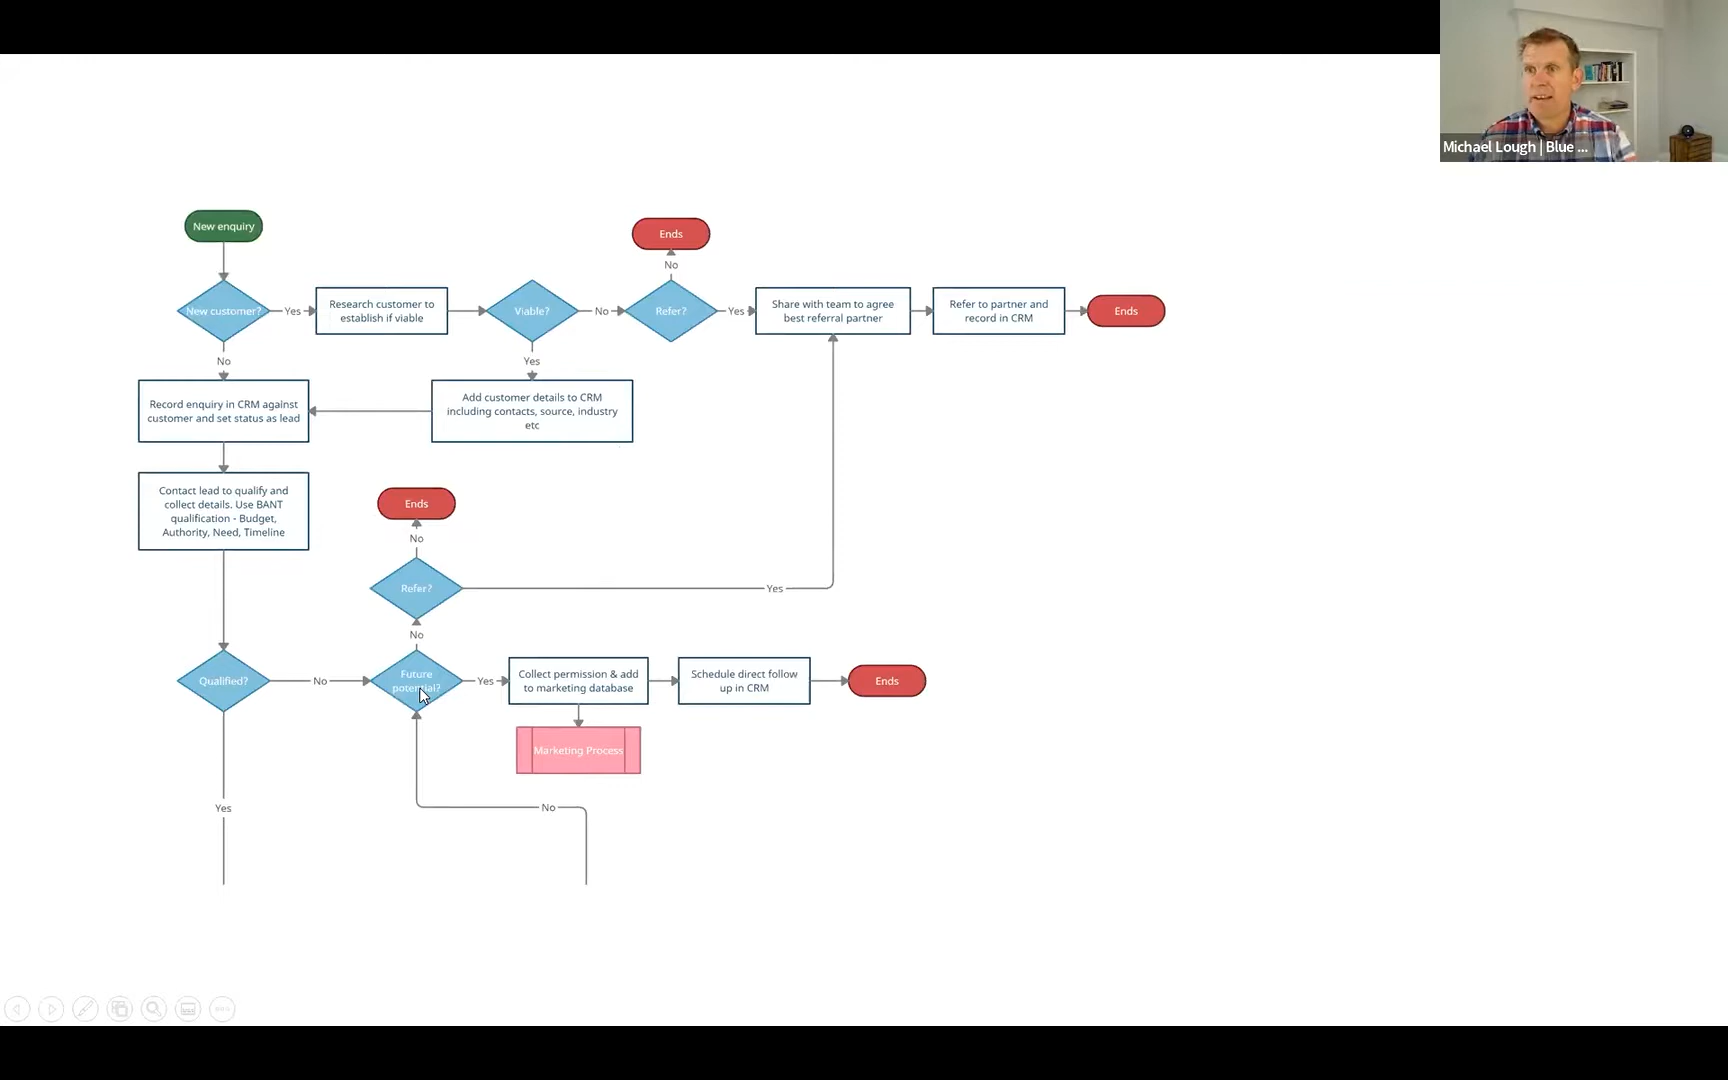 Michael Lough | Blue ...
New enquiry
Ends
No
New customer?
Yes
Research customer to
establish if viable
Viable?
No
Refer?
Yes
Share with team to agree
best referral partner
Refer to partner and
record in CRM
Ends
No
Yes
Record enquiry in CRM against
customer and set status as lead
Add customer details to CRM
including contacts, source, industry
etc
Contact lead to qualify and
collect details. Use BANT
qualification - Budget,
Authority, Need, Timeline
Ends
No
Refer?
Yes
No
Qualified?
No
Future
potential?
Yes
Collect permission & add
to marketing database
Schedule direct follow
up in CRM
Ends
Marketing Process
Yes
No